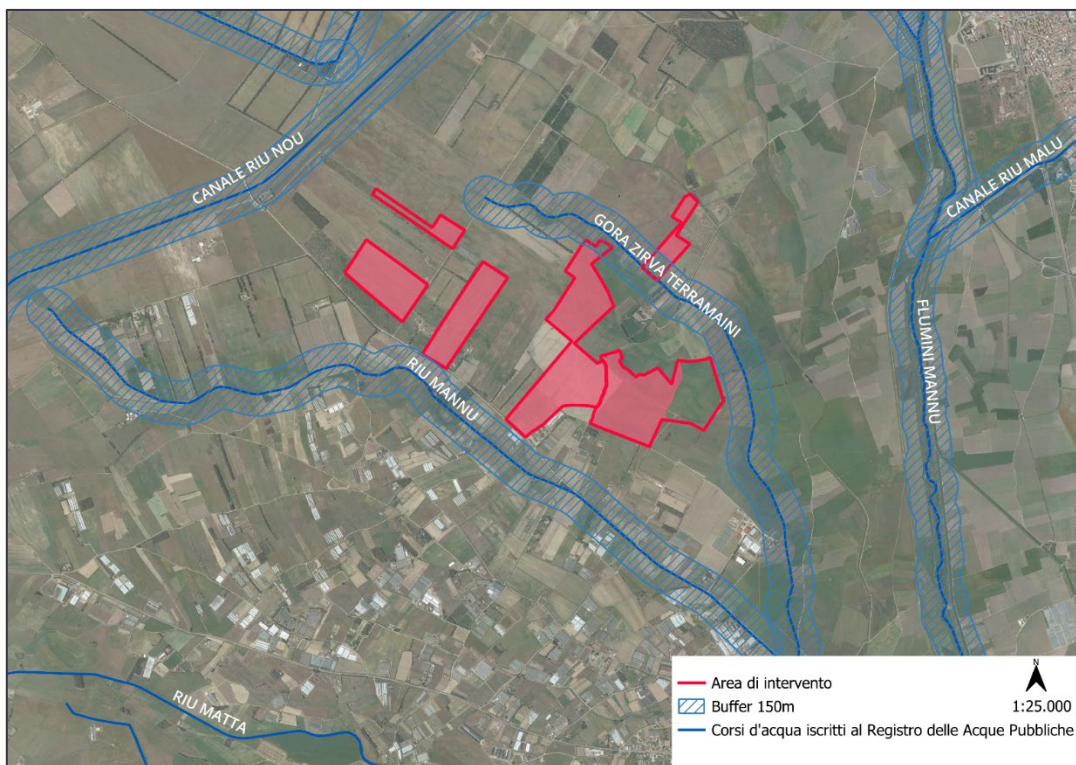 CANALE RIU NOU
CANALE RIU MALU
GORA ZIRVA TERRAMAINI
FLUMINI MANNU
RIU MANNU
RIU MATTA
N
Area di intervento
Buffer 150m
1:25.000
Corsi d'acqua iscritti al Registro delle Acque Pubbliche